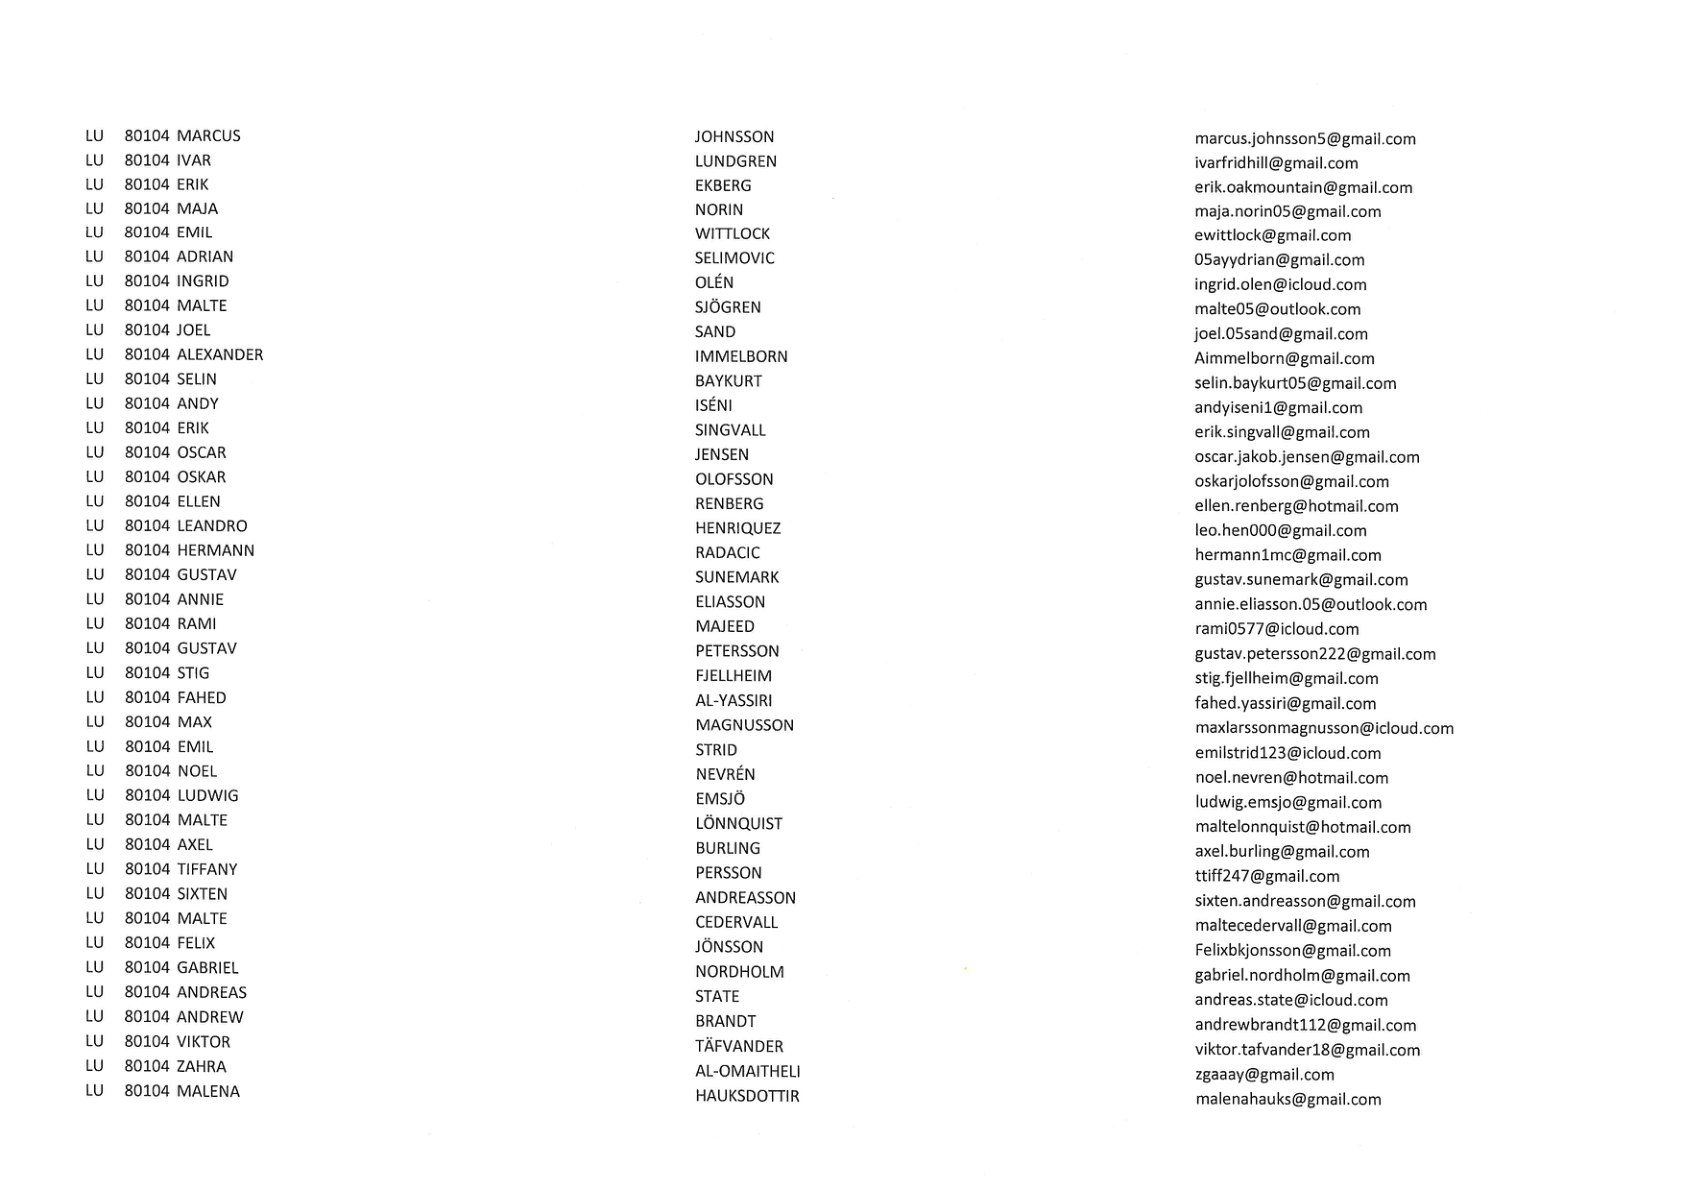 LU 80104 MARCUS JOHNSSON marcus.johnsson5@gmail.com
LU 80104 IVAR LUNDGREN ivarfridhill@gmail.com
LU 80104 ERIK EKBERG erik.oakmountain@gmail.com
LU 80104 MAJA NORIN maja.norin05@gmail.com
LU 80104 EMIL WITTLOCK ewittlock@gmail.com
LU 80104 ADRIAN SELIMOVIC 05ayydrian@gmail.com
LU 80104 INGRID OLÉN ingrid.olen@icloud.com
LU 80104 MALTE SJÖGREN malte05@outlook.com
LU 80104 JOEL SAND joel.05sand@gmail.com
LU 80104 ALEXANDER IMMELBORN Aimmelborn@gmail.com
LU 80104 SELIN BAYKURT selin.baykurt05@gmail.com
LU 80104 ANDY ISÉNI andyiseni1@gmail.com
LU 80104 ERIK SINGVALL erik.singvall@gmail.com
LU 80104 OSCAR JENSEN oscar.jakob.jensen@gmail.com
LU 80104 OSKAR OLOFSSON oskarjolofsson@gmail.com
LU 80104 ELLEN RENBERG ellen.renberg@hotmail.com
LU 80104 LEANDRO HENRIQUEZ leo.hen000@gmail.com
LU 80104 HERMANN RADACIC hermann1mc@gmail.com
LU 80104 GUSTAV SUNEMARK gustav.sunemark@gmail.com
LU 80104 ANNIE ELIASSON annie.eliasson.05@outlook.com
LU 80104 RAMI MAJEED rami0577@icloud.com
LU 80104 GUSTAV PETERSSON gustav.petersson222@gmail.com
LU 80104 STIG FJELLHEIM stig.fjellheim@gmail.com
LU 80104 FAHED AL-YASSIRI fahed.yassiri@gmail.com
LU 80104 MAX MAGNUSSON maxlarssonmagnusson@icloud.com
LU 80104 EMIL STRID emilstrid123@icloud.com
LU 80104 NOEL NEVRÉN noel.nevren@hotmail.com
LU 80104 LUDWIG EMSJÖ ludwig.emsjo@gmail.com
LU 80104 MALTE LÖNNQUIST maltelonnquist@hotmail.com
LU 80104 AXEL BURLING axel.burling@gmail.com
LU 80104 TIFFANY PERSSON ttiff247@gmail.com
LU 80104 SIXTEN ANDREASSON sixten.andreasson@gmail.com
LU 80104 MALTE CEDERVALL maltecedervall@gmail.com
LU 80104 FELIX JÖNSSON Felixbkjonsson@gmail.com
LU 80104 GABRIEL NORDHOLM gabriel.nordholm@gmail.com
LU 80104 ANDREAS STATE andreas.state@icloud.com
LU 80104 ANDREW BRANDT andrewbrandt112@gmail.com
LU 80104 VIKTOR TÄFVANDER viktor.tafvander18@gmail.com
LU 80104 ZAHRA AL-OMAITHELI zgaaay@gmail.com
LU 80104 MALENA HAUKSDOTTIR malenahauks@gmail.com